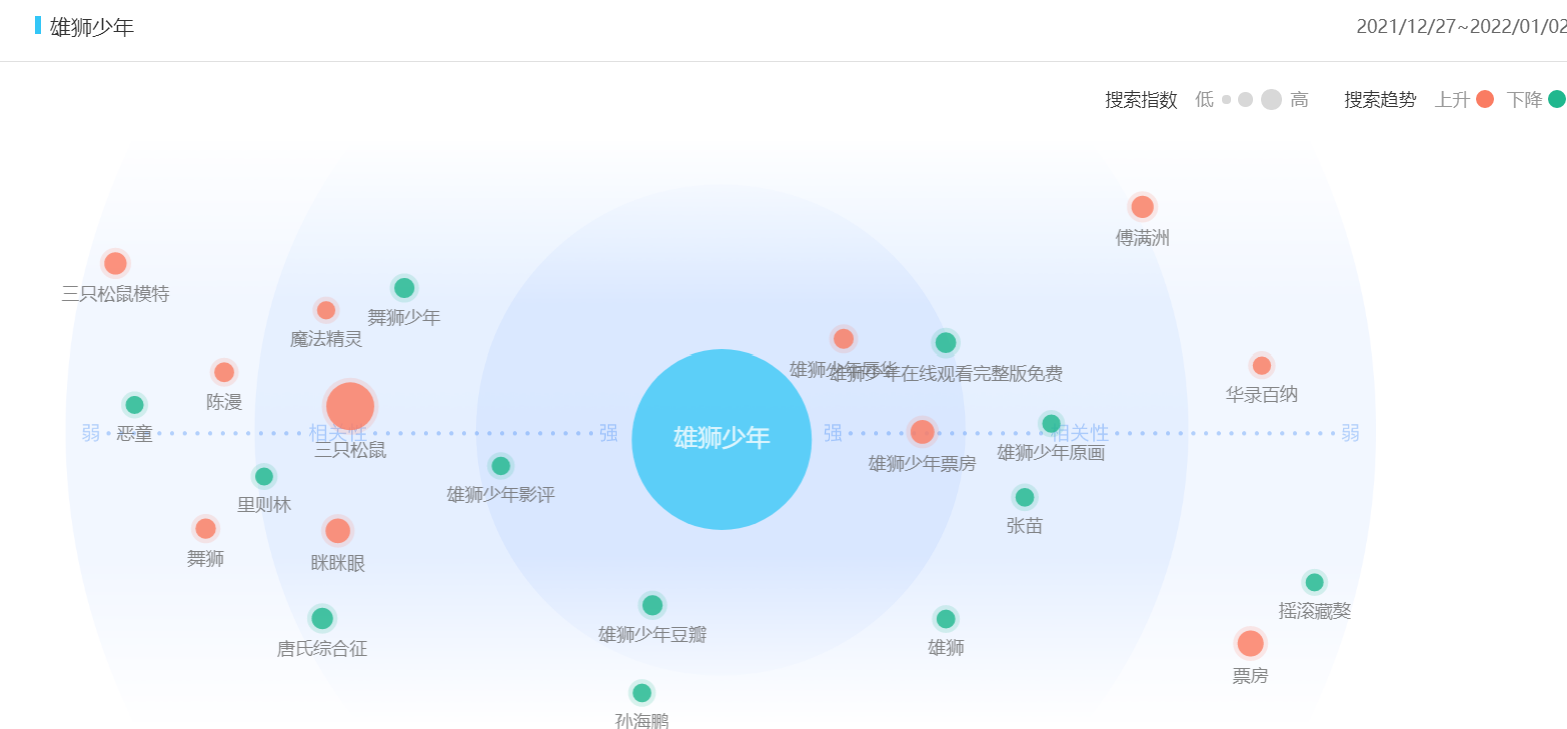 雄狮少年
2021/12/27~2022/01/02
搜索指数 低 高 搜索趋势 上升 下降
傅满洲
三只松鼠模特
舞狮少年
魔法精灵
雄狮少年辱华
雄狮少年在线观看完整版免费
华录百纳
陈漫
弱 相关性 强
恶童
雄狮少年
强 相关性 弱
三只松鼠
雄狮少年票房
雄狮少年原画
雄狮少年影评
里则林
张苗
舞狮
眯眯眼
摇滚藏獒
雄狮少年豆瓣
唐氏综合征
雄狮
票房
孙海鹏